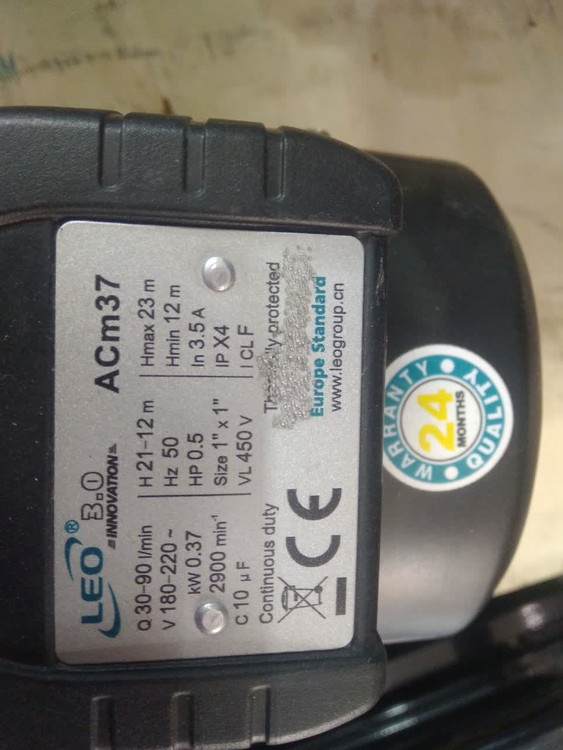 LEO® 3.0
INNOVATION
ACm37
Q 30-90 l/min H 21-12 m Hmax 23 m
V 180-220 ~ Hz 50 Hmin 12 m
kW 0.37 HP 0.5 In 3.5 A
2900 min⁻¹ Size 1" x 1" IP X4
C 10 µF VL 450 V I CL F
Continuous duty protected
CE
Europe Standard
www.leogroup.cn
WARRANTY
24
MONTHS
QUALITY